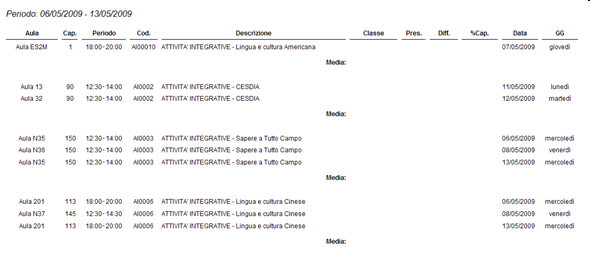 Periodo: 06/05/2009 - 13/05/2009
Aula Cap. Periodo Cod. Descrizione Classe Pres. Diff. %Cap. Data GG
Aula ES2M 1 18:00-20:00 AI00010 ATTIVITA' INTEGRATIVE - Lingua e cultura Americana 07/05/2009 giovedì
Media:
Aula 13 90 12:30-14:00 AI0002 ATTIVITA' INTEGRATIVE - CESDIA 11/05/2009 lunedì
Aula 32 90 12:30-14:00 AI0002 ATTIVITA' INTEGRATIVE - CESDIA 12/05/2009 martedì
Media:
Aula N35 150 12:30-14:00 AI0003 ATTIVITA' INTEGRATIVE - Sapere a Tutto Campo 06/05/2009 mercoledì
Aula N36 150 12:30-14:00 AI0003 ATTIVITA' INTEGRATIVE - Sapere a Tutto Campo 08/05/2009 venerdì
Aula N35 150 12:30-14:00 AI0003 ATTIVITA' INTEGRATIVE - Sapere a Tutto Campo 13/05/2009 mercoledì
Media:
Aula 201 113 18:00-20:00 AI0006 ATTIVITA' INTEGRATIVE - Lingua e cultura Cinese 06/05/2009 mercoledì
Aula N37 145 12:30-14:30 AI0006 ATTIVITA' INTEGRATIVE - Lingua e cultura Cinese 08/05/2009 venerdì
Aula 201 113 18:00-20:00 AI0006 ATTIVITA' INTEGRATIVE - Lingua e cultura Cinese 13/05/2009 mercoledì
Media: